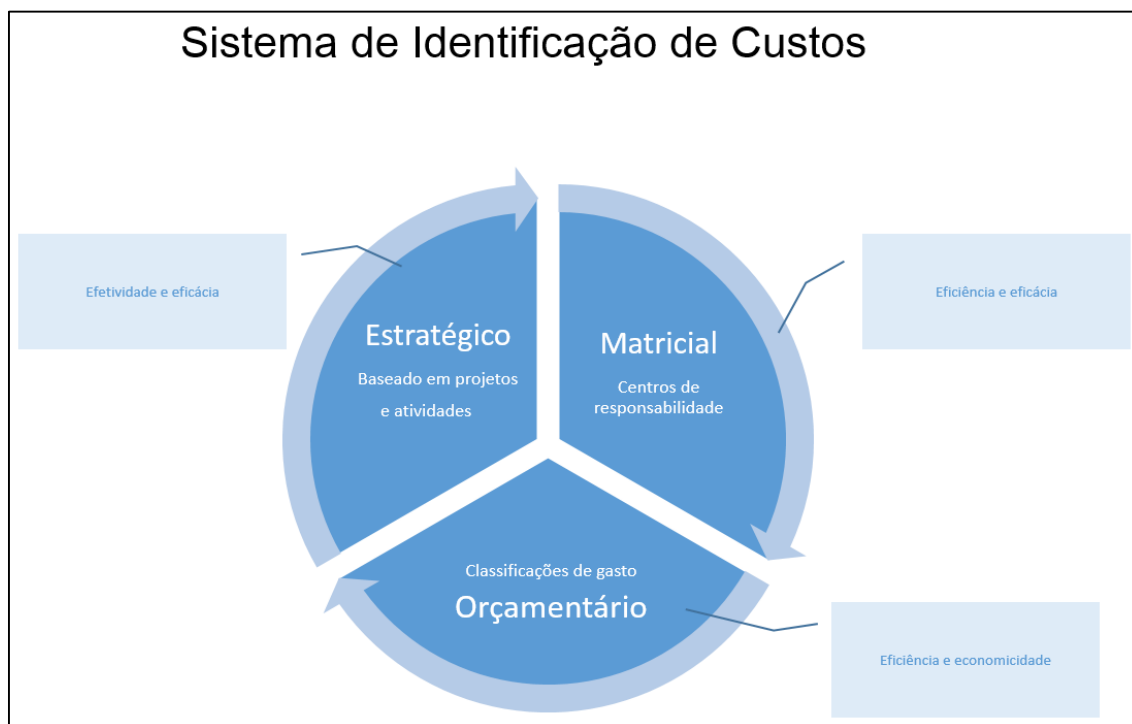 Sistema de Identificação de Custos
Efetividade e eficácia
Eficiência e eficácia
Estratégico
Baseado em projetos
e atividades
Matricial
Centros de
responsabilidade
Classificações de gasto
Orçamentário
Eficiência e economicidade